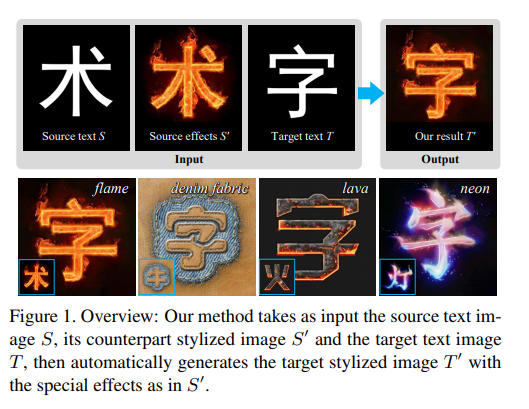 术 术 字 字
Source text S Source effects S′ Target text T Our result T′
Input Output
flame denim fabric lava neon
字 字 字 字
术 中 火 灯
Figure 1. Overview: Our method takes as input the source text im-
age S, its counterpart stylized image S′ and the target text image
T, then automatically generates the target stylized image T′ with
the special effects as in S′.